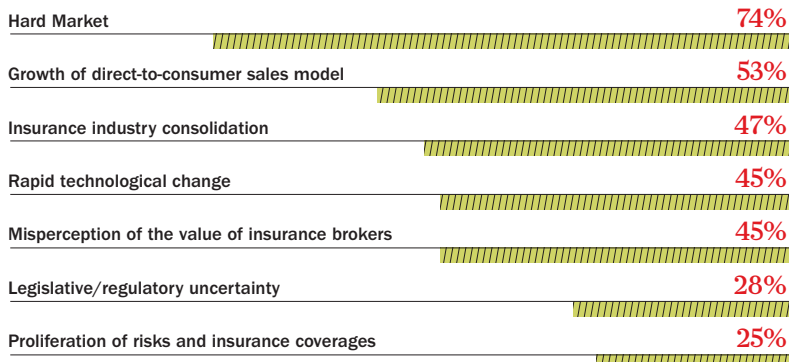 Hard Market 74%
Growth of direct-to-consumer sales model 53%
Insurance industry consolidation 47%
Rapid technological change 45%
Misperception of the value of insurance brokers 45%
Legislative/regulatory uncertainty 28%
Proliferation of risks and insurance coverages 25%